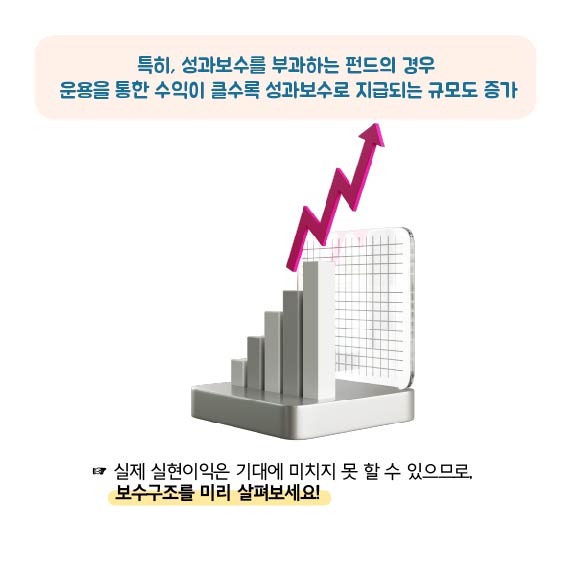 특히, 성과보수를 부과하는 펀드의 경우
운용을 통한 수익이 클수록 성과보수로 지급되는 규모도 증가
☞ 실제 실현이익은 기대에 미치지 못 할 수 있으므로,
보수구조를 미리 살펴보세요!